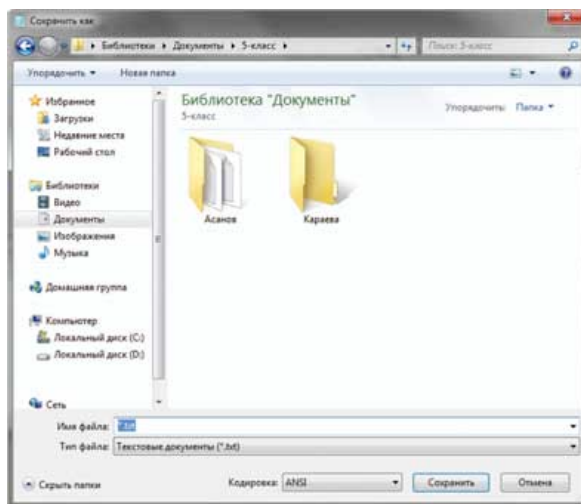 Сохранить как
Библиотеки Документы 5-класс
Поиск: 5-класс
Упорядочить
Новая папка
Избранное
Загрузки
Недавние места
Рабочий стол
Библиотеки
Видео
Документы
Изображения
Музыка
Домашняя группа
Компьютер
Локальный диск (C:)
Локальный диск (D:)
Сеть
Библиотека "Документы"
5-класс
Упорядочить: Папка
Асанов
Караева
Имя файла: *.txt
Тип файла: Текстовые документы (*.txt)
Скрыть папки
Кодировка: ANSI
Сохранить
Отмена